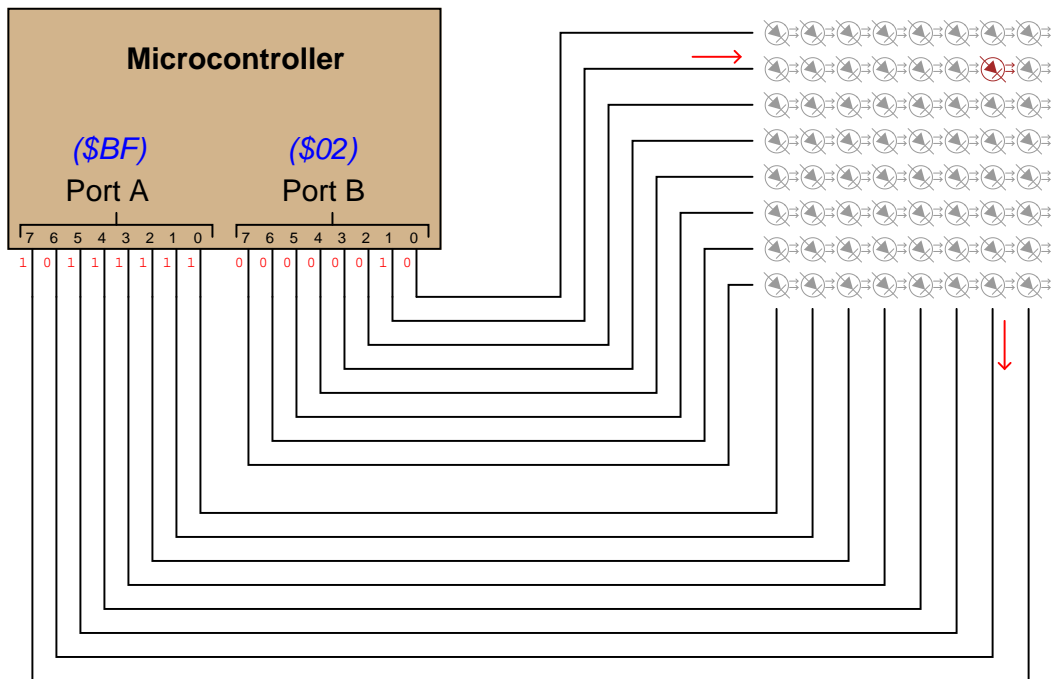 Microcontroller
($BF) ($02)
Port A Port B
7 6 5 4 3 2 1 0 7 6 5 4 3 2 1 0
1 0 1 1 1 1 1 1 0 0 0 0 0 0 1 0